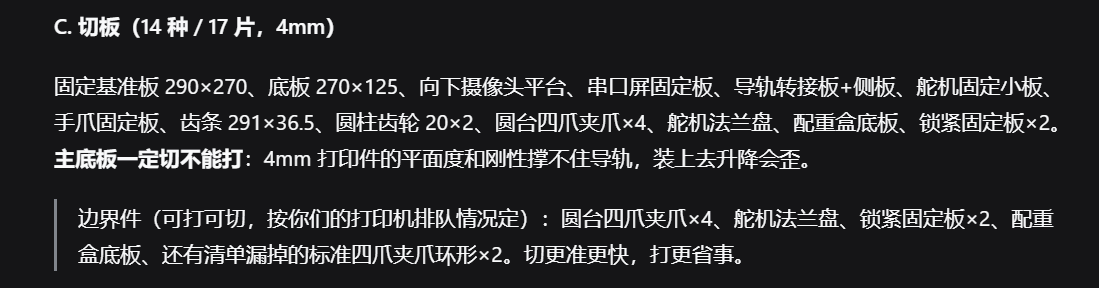 C. 切板（14 种 / 17 片，4mm）
固定基准板 290×270、底板 270×125、向下摄像头平台、串口屏固定板、导轨转接板+侧板、舵机固定小板、
手爪固定板、齿条 291×36.5、圆柱齿轮 20×2、圆台四爪夹爪×4、舵机法兰盘、配重盒底板、锁紧固定板×2。
主底板一定切不能打：4mm 打印件的平面度和刚性撑不住导轨，装上去升降会歪。
边界件（可打可切，按你们的打印机排队情况定）：圆台四爪夹爪×4、舵机法兰盘、锁紧固定板×2、配重
盒底板、还有清单漏掉的标准四爪夹爪环形×2。切更准更快，打更省事。